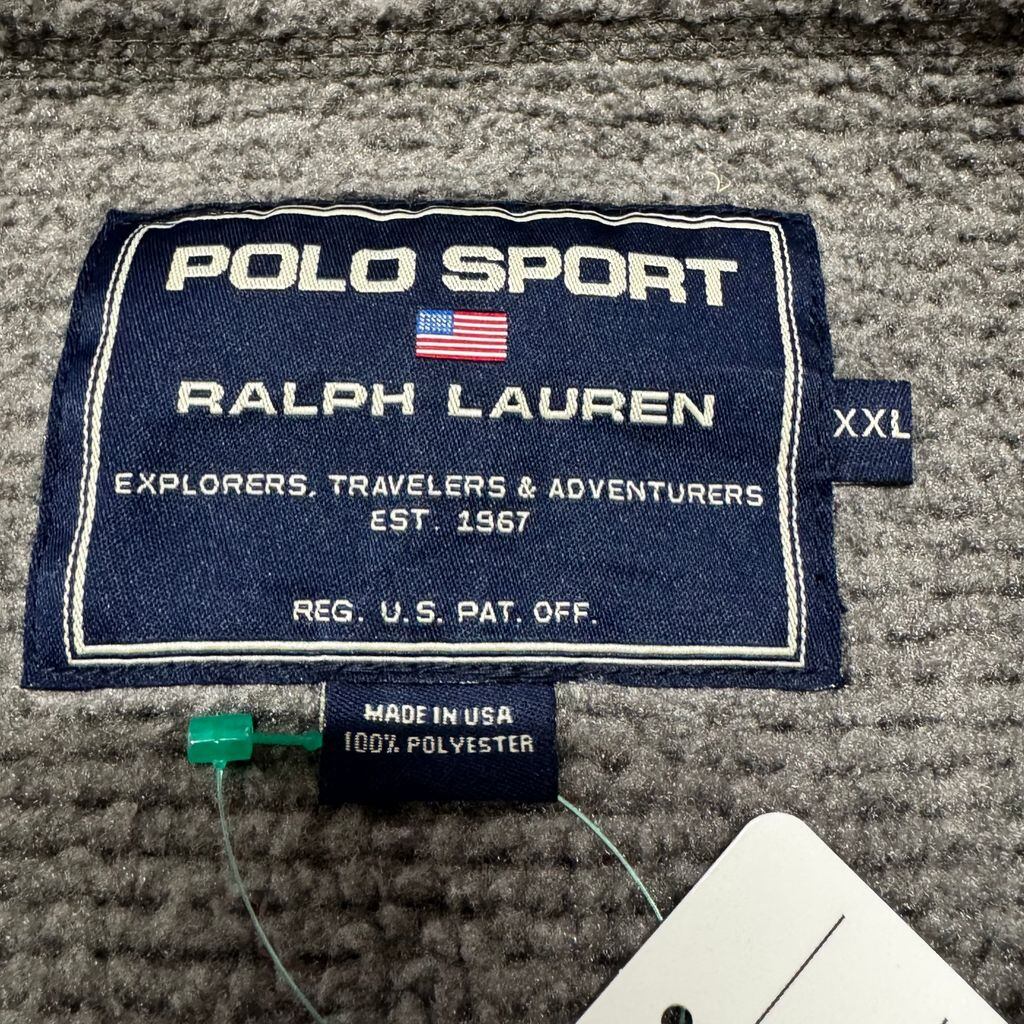 POLO SPORT
RALPH LAUREN
EXPLORERS, TRAVELERS & ADVENTURERS
EST. 1967
REG. U.S. PAT. OFF.
XXL
MADE IN USA
100% POLYESTER